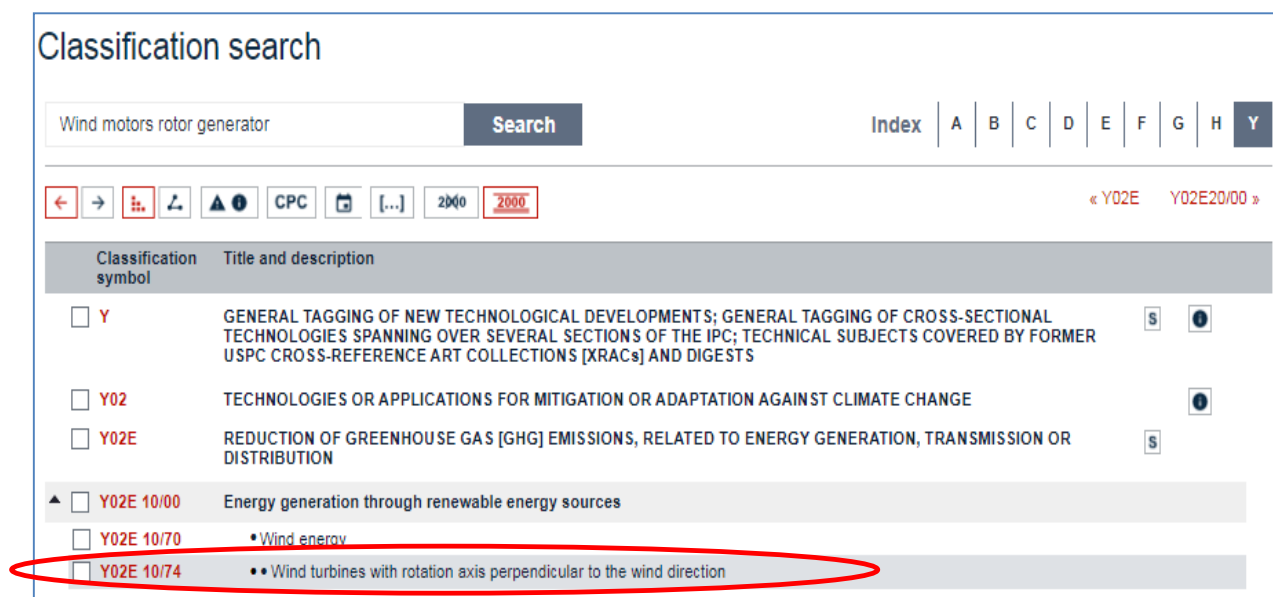 Classification search
Wind motors rotor generator Search Index A B C D E F G H Y
CPC [...] 2000 2000 « Y02E Y02E20/00 »
Classification symbol Title and description
Y GENERAL TAGGING OF NEW TECHNOLOGICAL DEVELOPMENTS; GENERAL TAGGING OF CROSS-SECTIONAL S
TECHNOLOGIES SPANNING OVER SEVERAL SECTIONS OF THE IPC; TECHNICAL SUBJECTS COVERED BY FORMER
USPC CROSS-REFERENCE ART COLLECTIONS [XRACs] AND DIGESTS
Y02 TECHNOLOGIES OR APPLICATIONS FOR MITIGATION OR ADAPTATION AGAINST CLIMATE CHANGE
Y02E REDUCTION OF GREENHOUSE GAS [GHG] EMISSIONS, RELATED TO ENERGY GENERATION, TRANSMISSION OR S
DISTRIBUTION
Y02E 10/00 Energy generation through renewable energy sources
Y02E 10/70 • Wind energy
Y02E 10/74 • • Wind turbines with rotation axis perpendicular to the wind direction